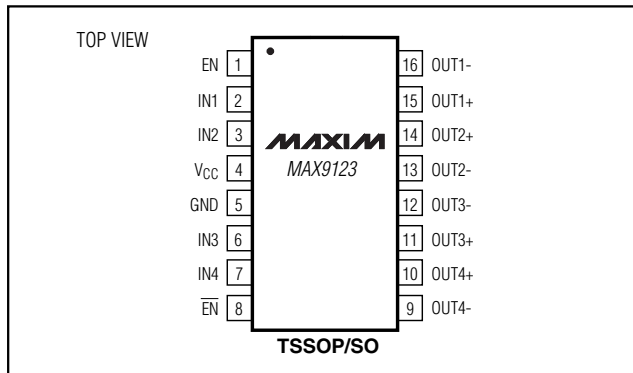 TOP VIEW
EN 1 16 OUT1-
IN1 2 15 OUT1+
IN2 3 14 OUT2+
MAXIM
VCC 4 MAX9123 13 OUT2-
GND 5 12 OUT3-
IN3 6 11 OUT3+
IN4 7 10 OUT4+
E̅N̅ 8 9 OUT4-
TSSOP/SO